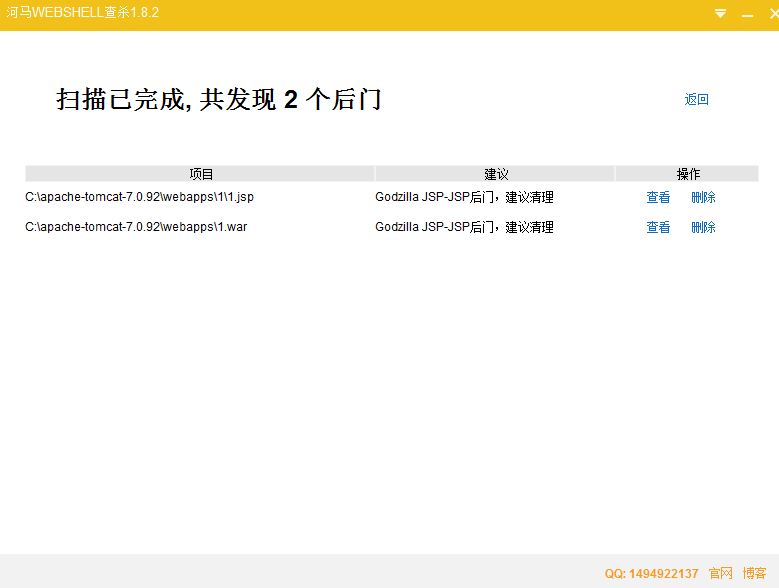 河马WEBSHELL查杀1.8.2
扫描已完成, 共发现 2 个后门
返回
项目 建议 操作
C:\apache-tomcat-7.0.92\webapps\1\1.jsp Godzilla JSP-JSP后门，建议清理 查看 删除
C:\apache-tomcat-7.0.92\webapps\1.war Godzilla JSP-JSP后门，建议清理 查看 删除
QQ: 1494922137 官网 博客